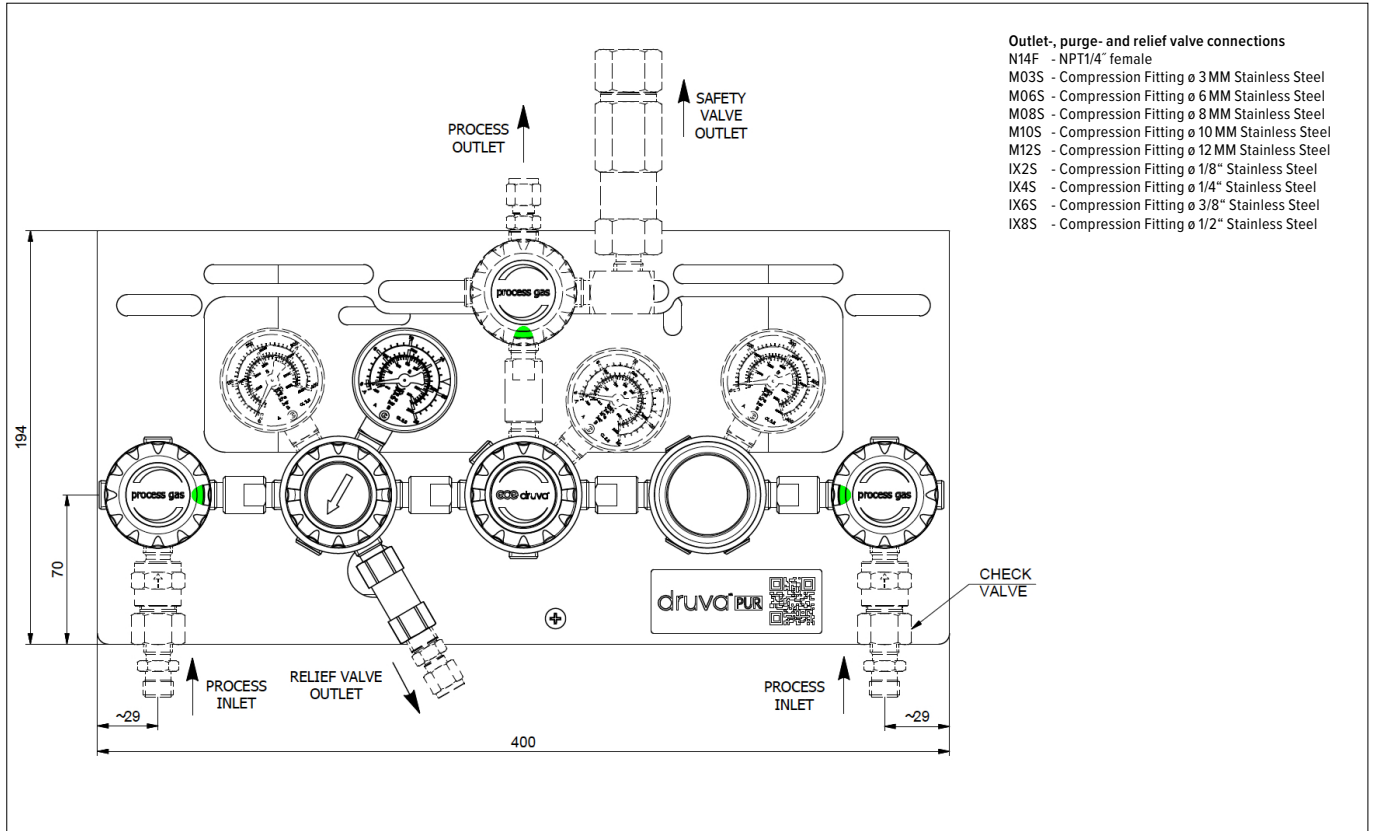 Outlet-, purge- and relief valve connections
N14F - NPT1/4˝ female
M03S - Compression Fitting ø 3 MM Stainless Steel
M06S - Compression Fitting ø 6 MM Stainless Steel
M08S - Compression Fitting ø 8 MM Stainless Steel
M10S - Compression Fitting ø 10 MM Stainless Steel
M12S - Compression Fitting ø 12 MM Stainless Steel
IX2S - Compression Fitting ø 1/8“ Stainless Steel
IX4S - Compression Fitting ø 1/4“ Stainless Steel
IX6S - Compression Fitting ø 3/8“ Stainless Steel
IX8S - Compression Fitting ø 1/2“ Stainless Steel
SAFETY
VALVE
OUTLET
PROCESS
OUTLET
process gas
194
process gas
eco druva
process gas
70
druva PUR
CHECK
VALVE
PROCESS
INLET
RELIEF VALVE
OUTLET
PROCESS
INLET
~29
~29
400